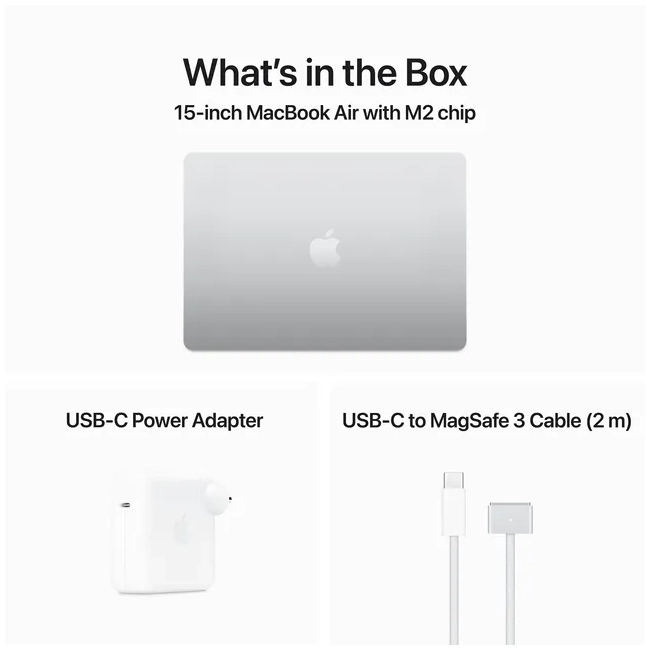 What’s in the Box
15-inch MacBook Air with M2 chip
USB-C Power Adapter
USB-C to MagSafe 3 Cable (2 m)